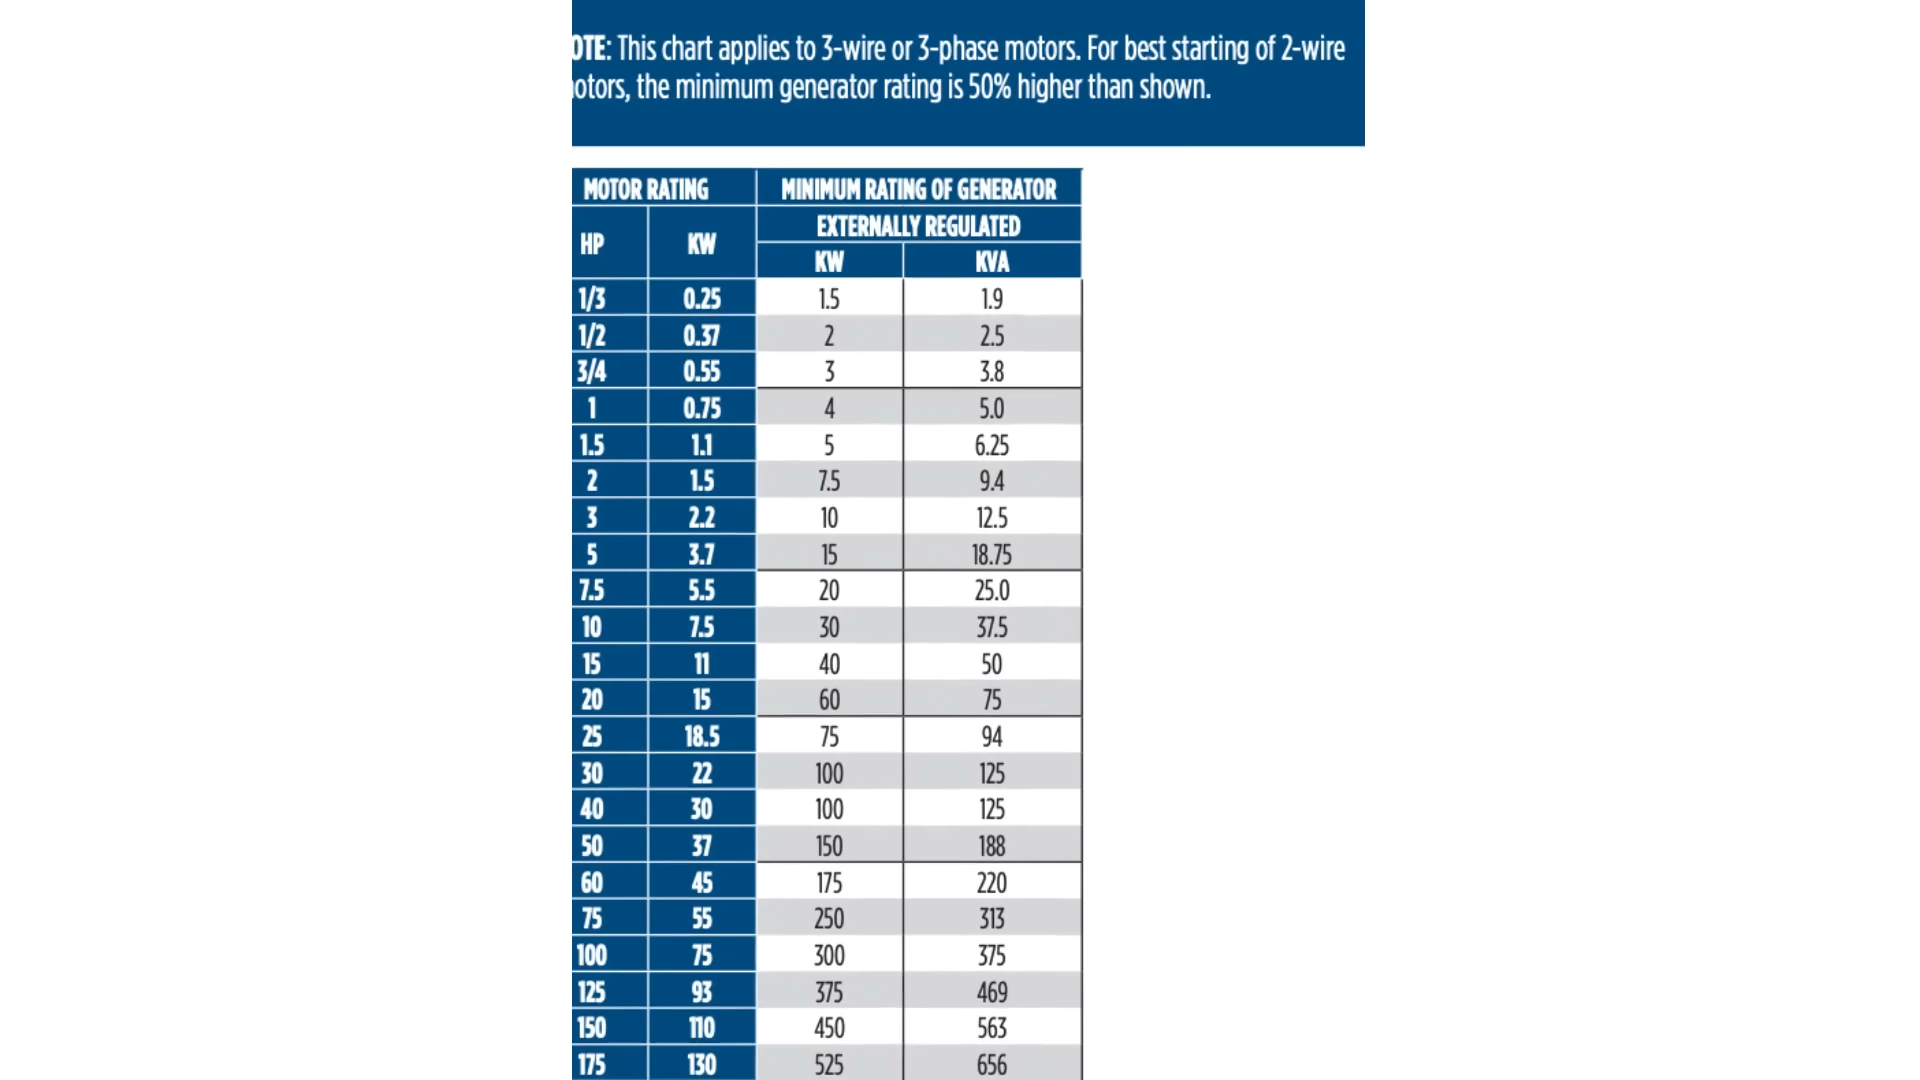 OTE: This chart applies to 3-wire or 3-phase motors. For best starting of 2-wire
otors, the minimum generator rating is 50% higher than shown.
MOTOR RATING MINIMUM RATING OF GENERATOR
EXTERNALLY REGULATED
HP KW
KW KVA
1/3 0.25 1.5 1.9
1/2 0.37 2 2.5
3/4 0.55 3 3.8
1 0.75 4 5.0
1.5 1.1 5 6.25
2 1.5 7.5 9.4
3 2.2 10 12.5
5 3.7 15 18.75
7.5 5.5 20 25.0
10 7.5 30 37.5
15 11 40 50
20 15 60 75
25 18.5 75 94
30 22 100 125
40 30 100 125
50 37 150 188
60 45 175 220
75 55 250 313
100 75 300 375
125 93 375 469
150 110 450 563
175 130 525 656